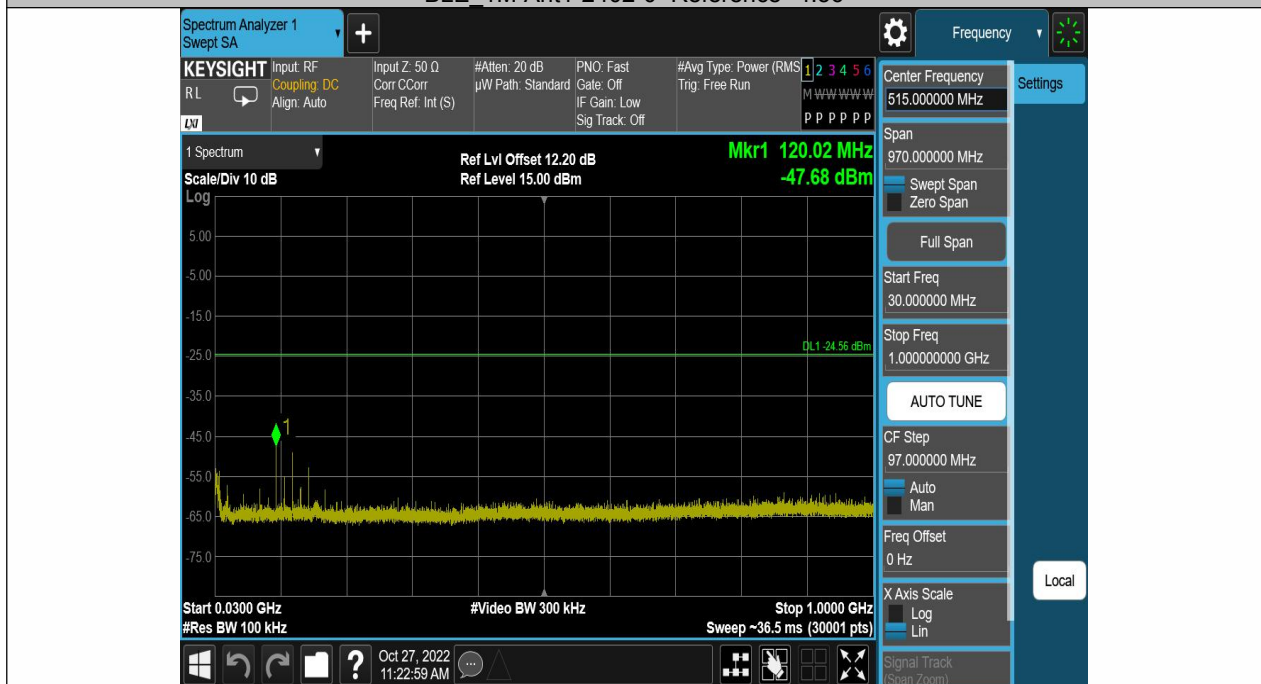 Spectrum Analyzer 1
Swept SA
+
Frequency
KEYSIGHT
RL
LXI
Input: RF
Coupling: DC
Align: Auto
Input Z: 50 Ω
Corr CCorr
Freq Ref: Int (S)
#Atten: 20 dB
µW Path: Standard
PNO: Fast
Gate: Off
IF Gain: Low
Sig Track: Off
#Avg Type: Power (RMS
Trig: Free Run
1 2 3 4 5 6
M W W W W W
P P P P P P
1 Spectrum
Scale/Div 10 dB
Log
Ref Lvl Offset 12.20 dB
Ref Level 15.00 dBm
Mkr1 120.02 MHz
-47.68 dBm
5.00
-5.00
-15.0
-25.0
-35.0
-45.0
-55.0
-65.0
-75.0
DL1 -24.56 dBm
1
Start 0.0300 GHz
#Res BW 100 kHz
#Video BW 300 kHz
Stop 1.0000 GHz
Sweep ~36.5 ms (30001 pts)
?
Oct 27, 2022
11:22:59 AM
Center Frequency
515.000000 MHz
Span
970.000000 MHz
Swept Span
Zero Span
Full Span
Start Freq
30.000000 MHz
Stop Freq
1.000000000 GHz
AUTO TUNE
CF Step
97.000000 MHz
Auto
Man
Freq Offset
0 Hz
X Axis Scale
Log
Lin
Signal Track
(Span Zoom)
Settings
Local